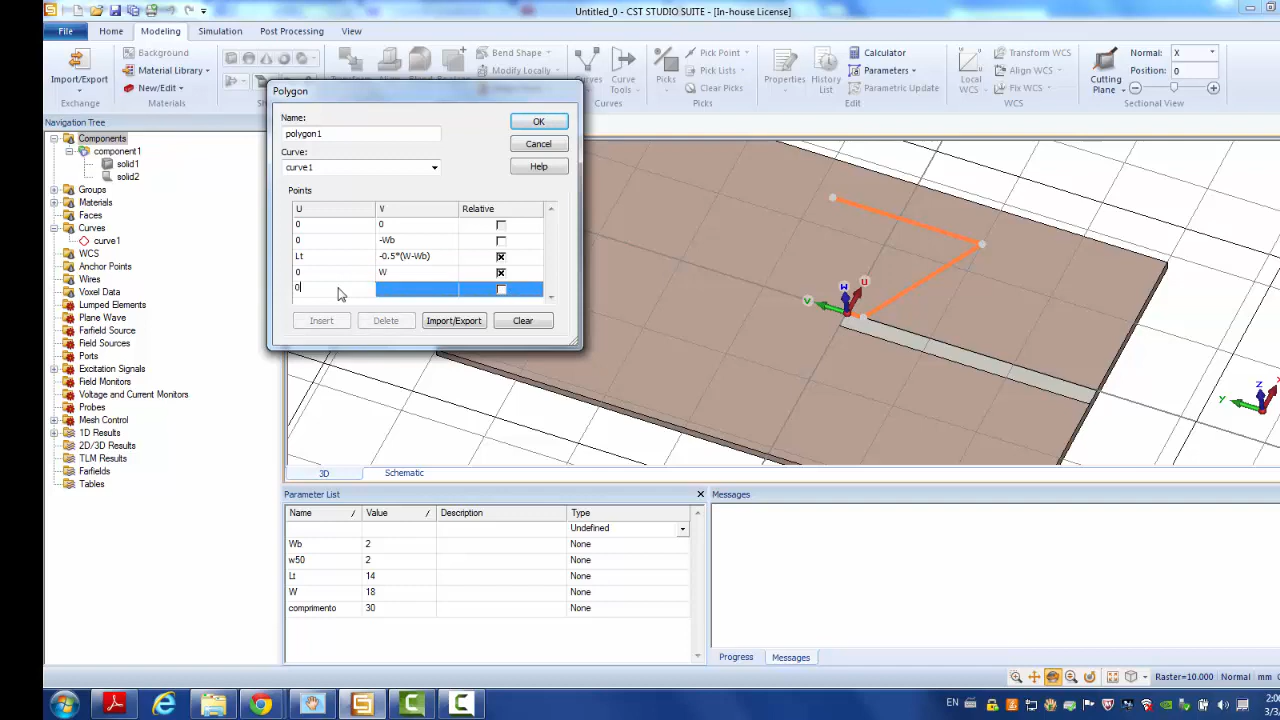 Untitled_0 - CST STUDIO SUITE - [In-house License]
File Home Modeling Simulation Post Processing View
Import/Export
Exchange
Background
Material Library
New/Edit
Materials
Transform Align
Bend Shape
Modify Locally
Curves
Curve Tools
Curves
Picks
Pick Point
Pick Lists
Clear Picks
Picks
Properties
History List
Calculator
Parameters
Parametric Update
Edit
Local WCS
Transform WCS
Align WCS
Fix WCS
WCS
Cutting Plane
Normal: X
Position: 0
Sectional View
Navigation Tree
Components
component1
solid1
solid2
Groups
Materials
Faces
Curves
curve1
WCS
Anchor Points
Wires
Voxel Data
Lumped Elements
Plane Wave
Farfield Source
Field Sources
Ports
Excitation Signals
Field Monitors
Voltage and Current Monitors
Probes
Mesh Control
1D Results
2D/3D Results
TLM Results
Farfields
Tables
Polygon
Name:
polygon1
Curve:
curve1
OK
Cancel
Help
Points
U V Relative
0 0
0 -Wb
Lt -0.5*(W-Wb)
0 W
0
Insert Delete Import/Export Clear
v w u
z y x
3D Schematic
Parameter List
Name Value Description Type
Undefined
Wb 2 None
w50 2 None
Lt 14 None
W 18 None
comprimento 30 None
Messages
Progress Messages
Raster=10.000 Normal mm
EN